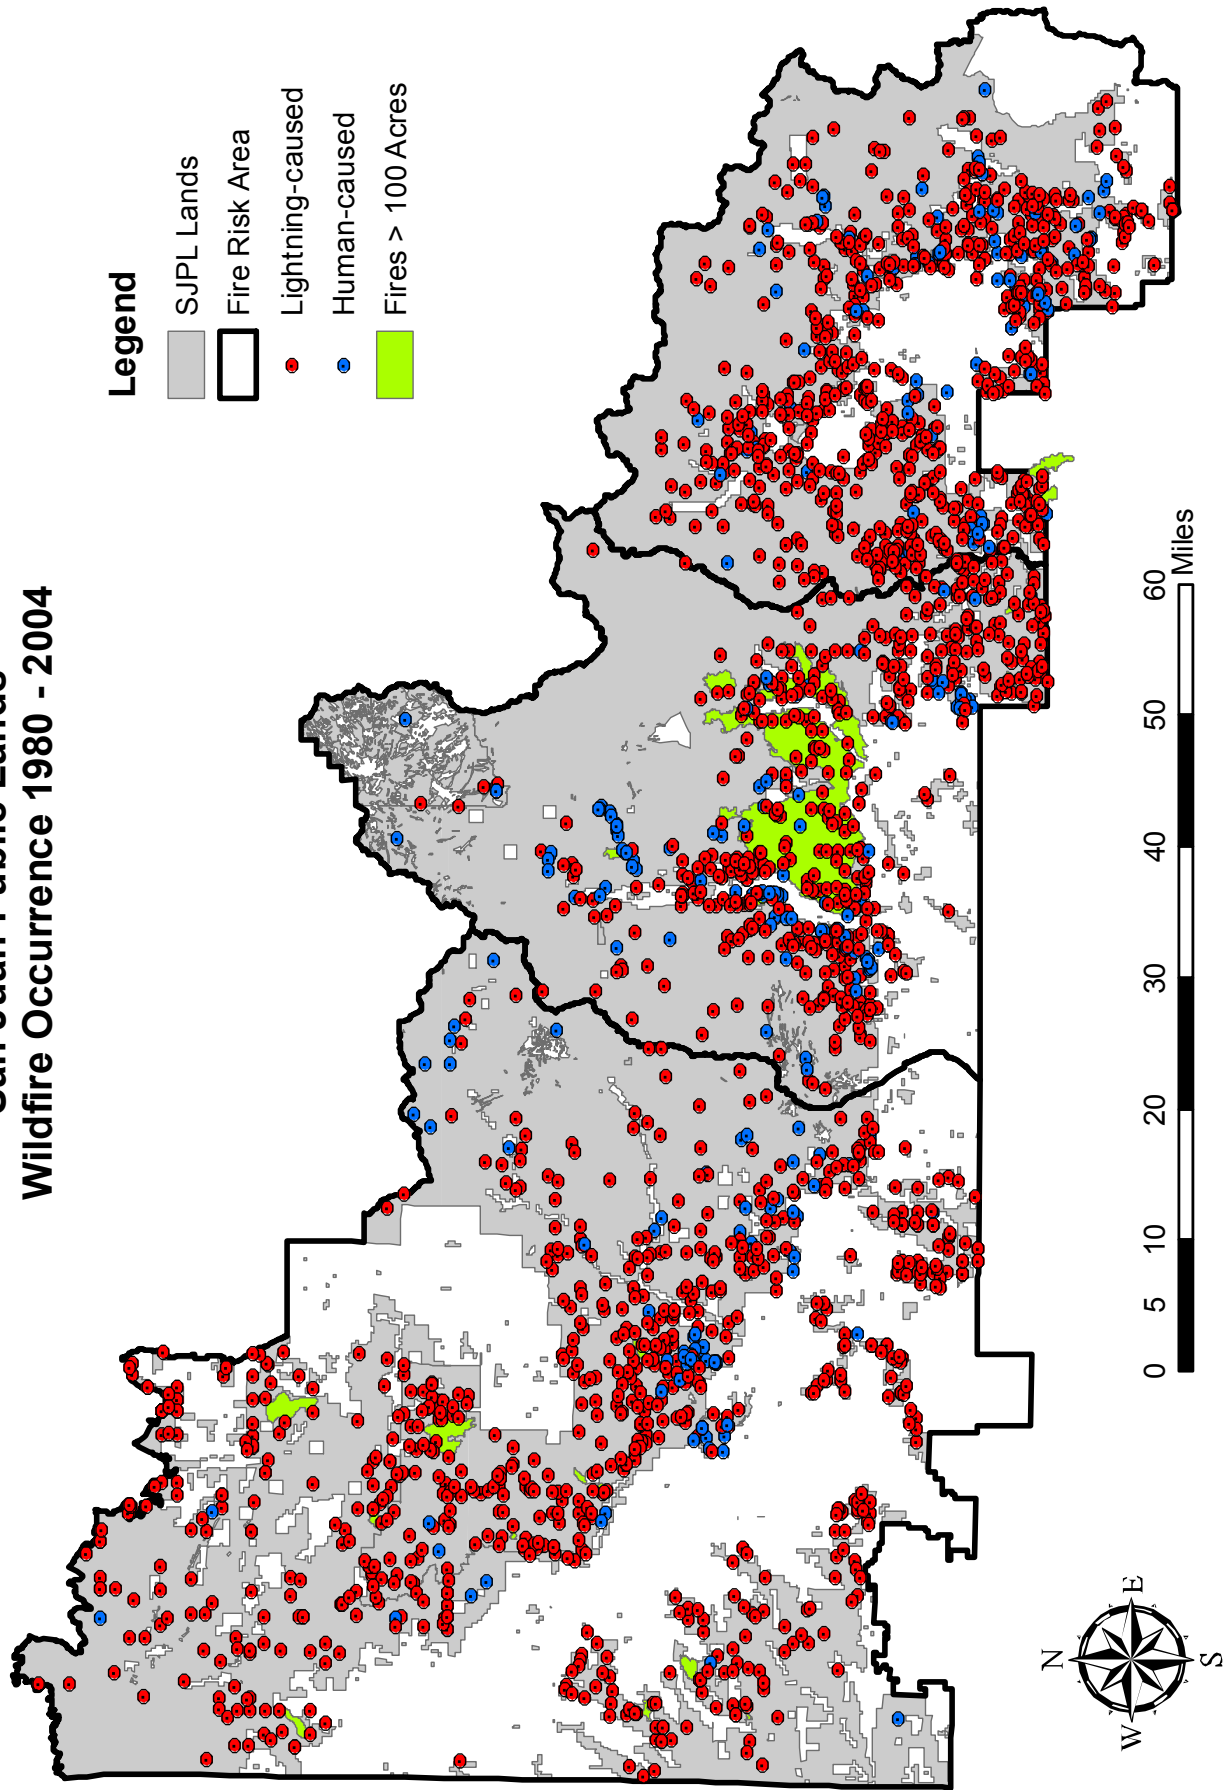 Wildfire Occurrence 1980 - 2004
Legend
SJPL Lands
Fire Risk Area
Lightning-caused
Human-caused
Fires > 100 Acres
0 5 10 20 30 40 50 60
Miles
N
W E
S